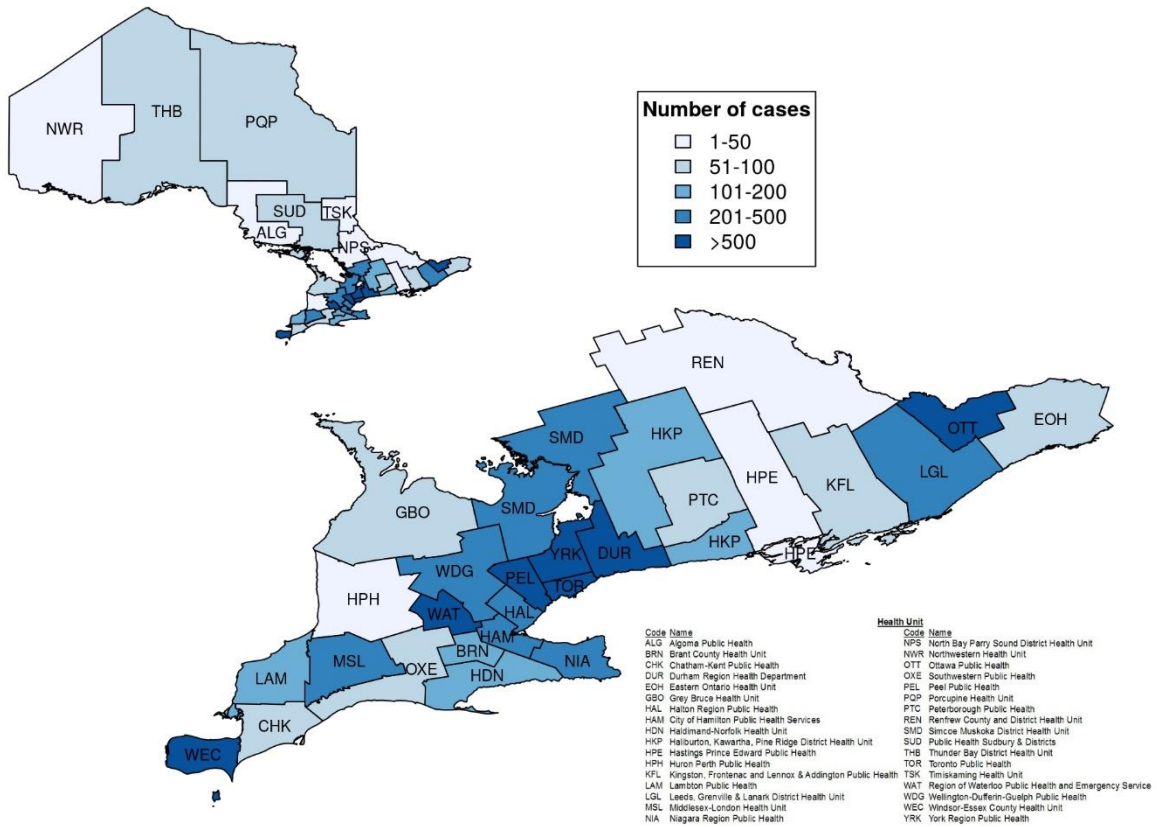 NWR
THB
PQP
SUD
TSK
ALG
NPS
Number of cases
1-50
51-100
101-200
201-500
>500
REN
OTT
EOH
SMD
HKP
LGL
HPE
KFL
PTC
GBO
SMD
YRK
DUR
HKP
HPE
WDG
PEL
TOR
HPH
WAT
HAL
HAM
BRN
MSL
OXE
NIA
LAM
HDN
CHK
WEC
Health Unit
Code Name
ALG Algoma Public Health
BRN Brant County Health Unit
CHK Chatham-Kent Public Health
DUR Durham Region Health Department
EOH Eastern Ontario Health Unit
GBO Grey Bruce Health Unit
HAL Halton Region Public Health
HAM City of Hamilton Public Health Services
HDN Haldimand-Norfolk Health Unit
HKP Haliburton, Kawartha, Pine Ridge District Health Unit
HPE Hastings Prince Edward Public Health
HPH Huron Perth Public Health
KFL Kingston, Frontenac and Lennox & Addington Public Health
LAM Lambton Public Health
LGL Leeds, Grenville & Lanark District Health Unit
MSL Middlesex-London Health Unit
NIA Niagara Region Public Health
Code Name
NPS North Bay Parry Sound District Health Unit
NWR Northwestern Health Unit
OTT Ottawa Public Health
OXE Southwestern Public Health
PEL Peel Public Health
PQP Porcupine Health Unit
PTC Peterborough Public Health
REN Renfrew County and District Health Unit
SMD Simcoe Muskoka District Health Unit
SUD Public Health Sudbury & Districts
THB Thunder Bay District Health Unit
TOR Toronto Public Health
TSK Timiskaming Health Unit
WAT Region of Waterloo Public Health and Emergency Service
WDG Wellington-Dufferin-Guelph Public Health
WEC Windsor-Essex County Health Unit
YRK York Region Public Health